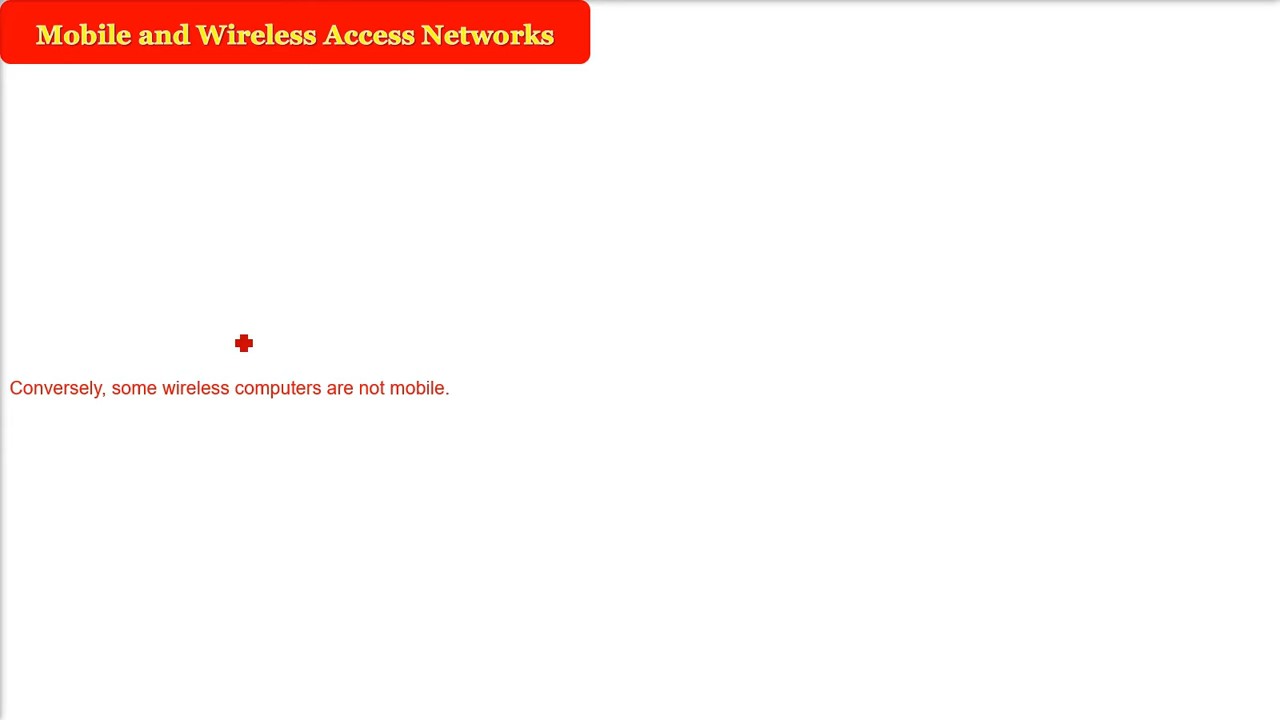 Mobile and Wireless Access Networks
Conversely, some wireless computers are not mobile.